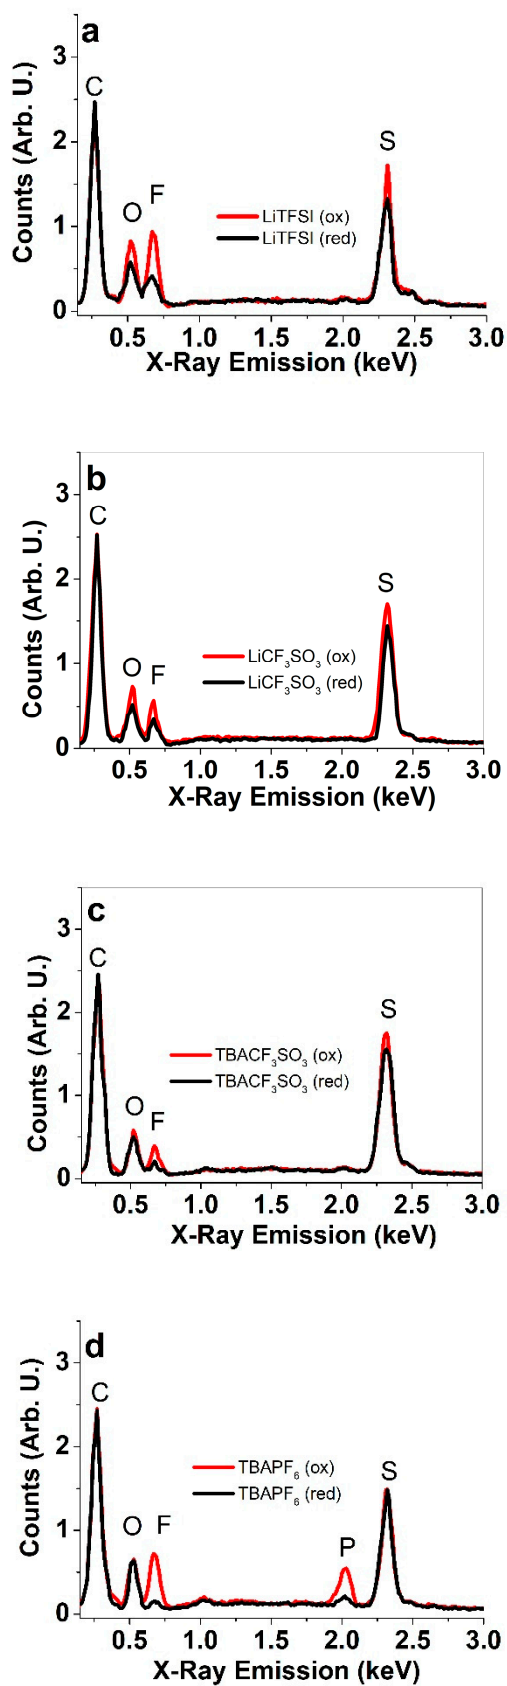 a
C
O
F
S
LiTFSI (ox)
LiTFSI (red)
Counts (Arb. U.)
3
2
1
0
0.5 1.0 1.5 2.0 2.5 3.0
X-Ray Emission (keV)
b
C
O
F
S
LiCF₃SO₃ (ox)
LiCF₃SO₃ (red)
Counts (Arb. U.)
3
2
1
0
0.5 1.0 1.5 2.0 2.5 3.0
X-Ray Emission (keV)
c
C
O
F
S
TBACF₃SO₃ (ox)
TBACF₃SO₃ (red)
Counts (Arb. U.)
3
2
1
0
0.5 1.0 1.5 2.0 2.5 3.0
X-Ray Emission (keV)
d
C
O
F
P
S
TBAPF₆ (ox)
TBAPF₆ (red)
Counts (Arb. U.)
3
2
1
0
0.5 1.0 1.5 2.0 2.5 3.0
X-Ray Emission (keV)